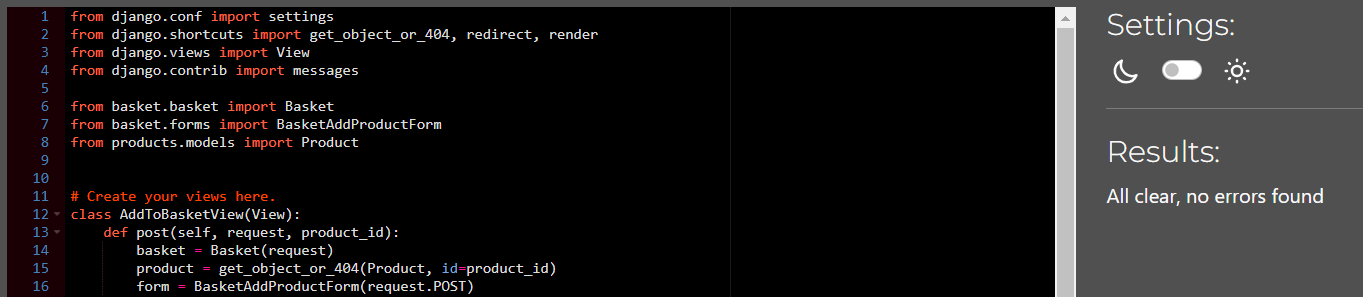 1 from django.conf import settings
2 from django.shortcuts import get_object_or_404, redirect, render
3 from django.views import View
4 from django.contrib import messages
5
6 from basket.basket import Basket
7 from basket.forms import BasketAddProductForm
8 from products.models import Product
9
10
11 # Create your views here.
12 class AddToBasketView(View):
13     def post(self, request, product_id):
14         basket = Basket(request)
15         product = get_object_or_404(Product, id=product_id)
16         form = BasketAddProductForm(request.POST)
Settings:
Results:
All clear, no errors found